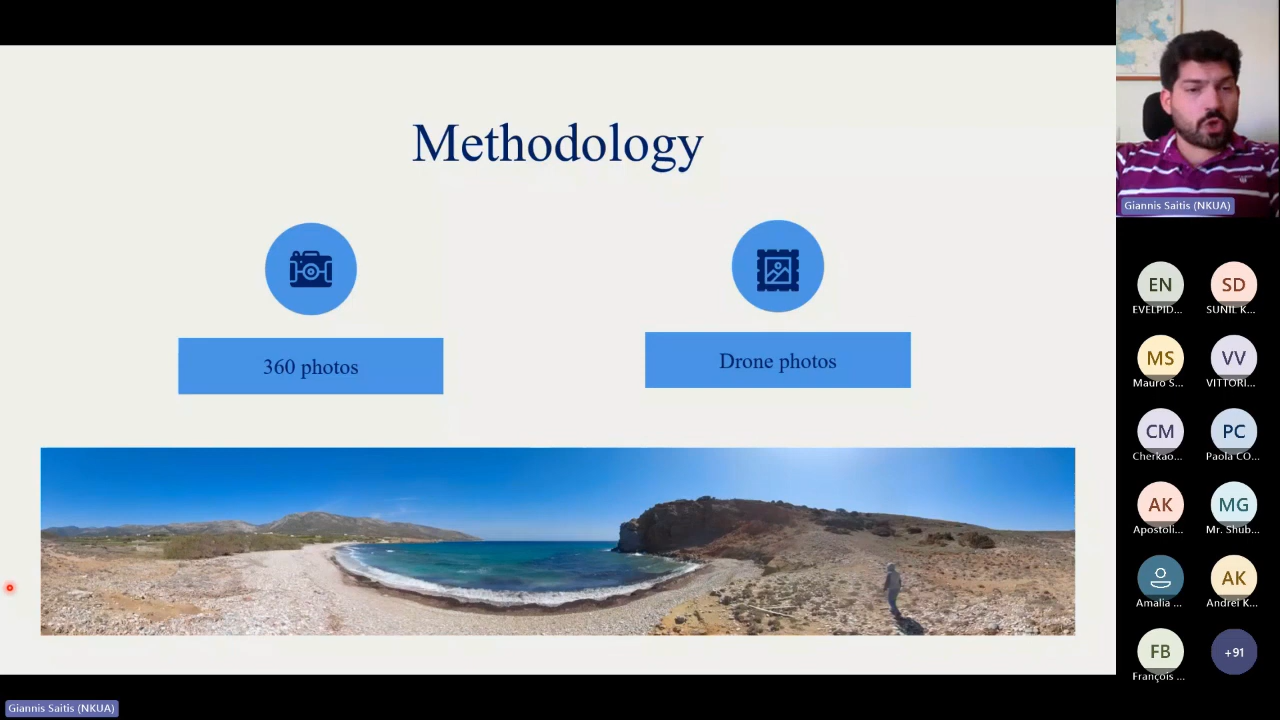 Methodology
360 photos
Drone photos
Giannis Saitis (NKUA)
EN
SD
EVELPID...
SUNIL K...
MS
VV
Mauro S...
VITTORI...
CM
PC
Cherkao...
Paola CO...
AK
MG
Apostoli...
Mr. Shub...
AK
Amalia ...
Andrei K...
FB
+91
François ...
Giannis Saitis (NKUA)